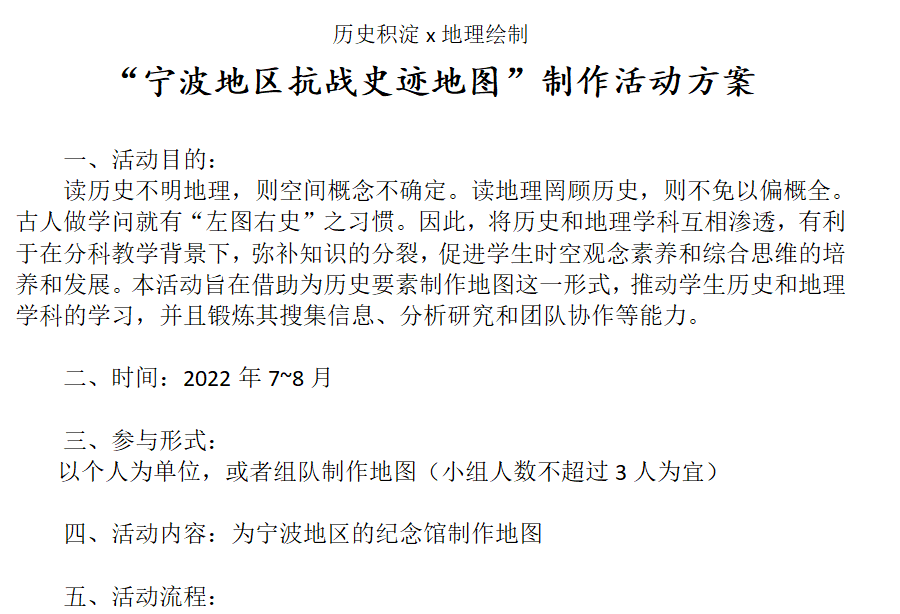 历史积淀 x 地理绘制
“宁波地区抗战史迹地图”制作活动方案
一、活动目的：
读历史不明地理，则空间概念不确定。读地理罔顾历史，则不免以偏概全。
古人做学问就有“左图右史”之习惯。因此，将历史和地理学科互相渗透，有利
于在分科教学背景下，弥补知识的分裂，促进学生时空观念素养和综合思维的培
养和发展。本活动旨在借助为历史要素制作地图这一形式，推动学生历史和地理
学科的学习，并且锻炼其搜集信息、分析研究和团队协作等能力。
二、时间：2022 年 7~8 月
三、参与形式：
以个人为单位，或者组队制作地图（小组人数不超过 3 人为宜）
四、活动内容：为宁波地区的纪念馆制作地图
五、活动流程：